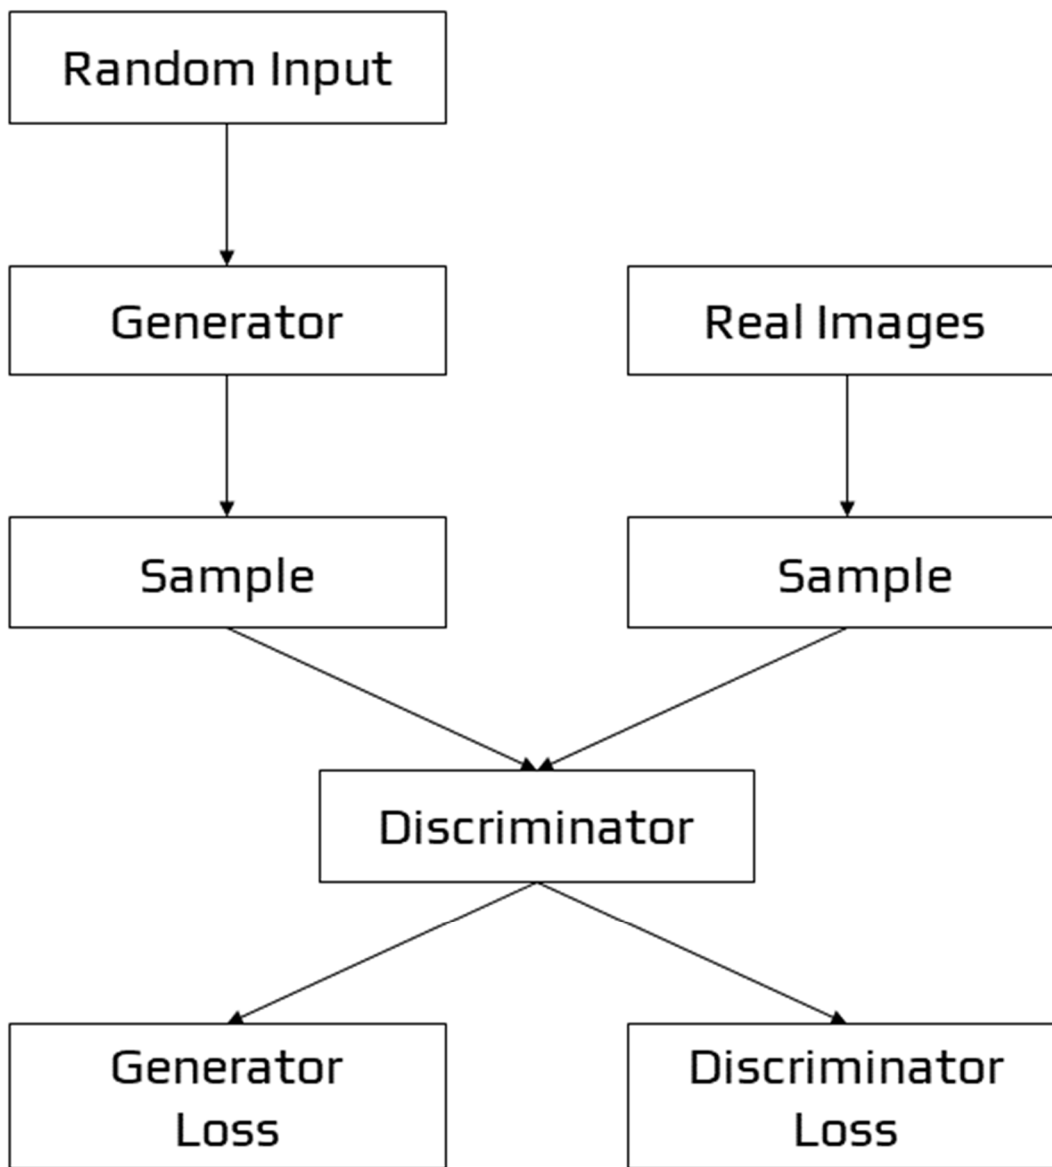 Random Input
Generator
Real Images
Sample
Sample
Discriminator
Generator
Loss
Discriminator
Loss